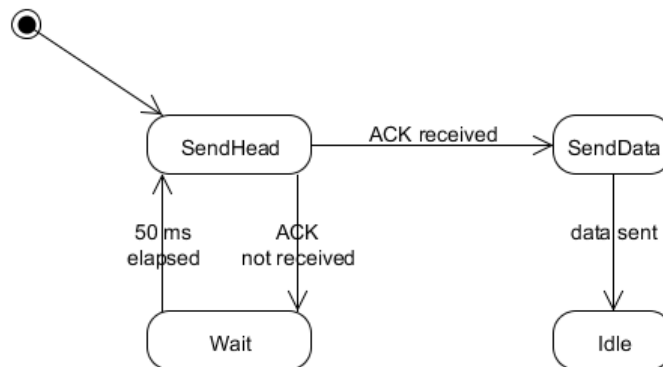 SendHead
ACK received
SendData
50 ms
elapsed
ACK
not received
data sent
Wait
Idle